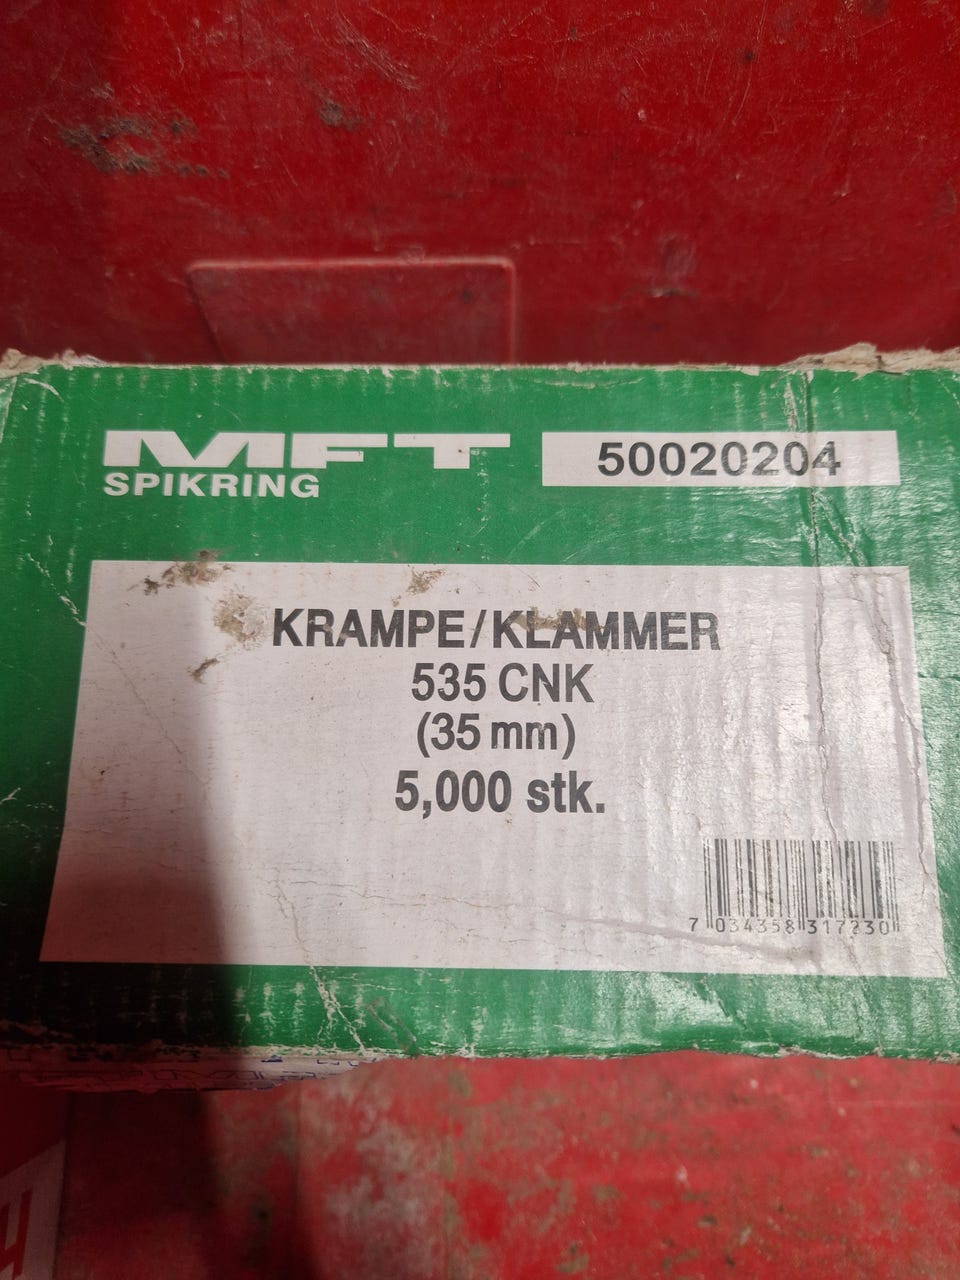 MFT
SPIKRING
50020204
KRAMPE/KLAMMER
535 CNK
(35 mm)
5,000 stk.
7 034358 317230